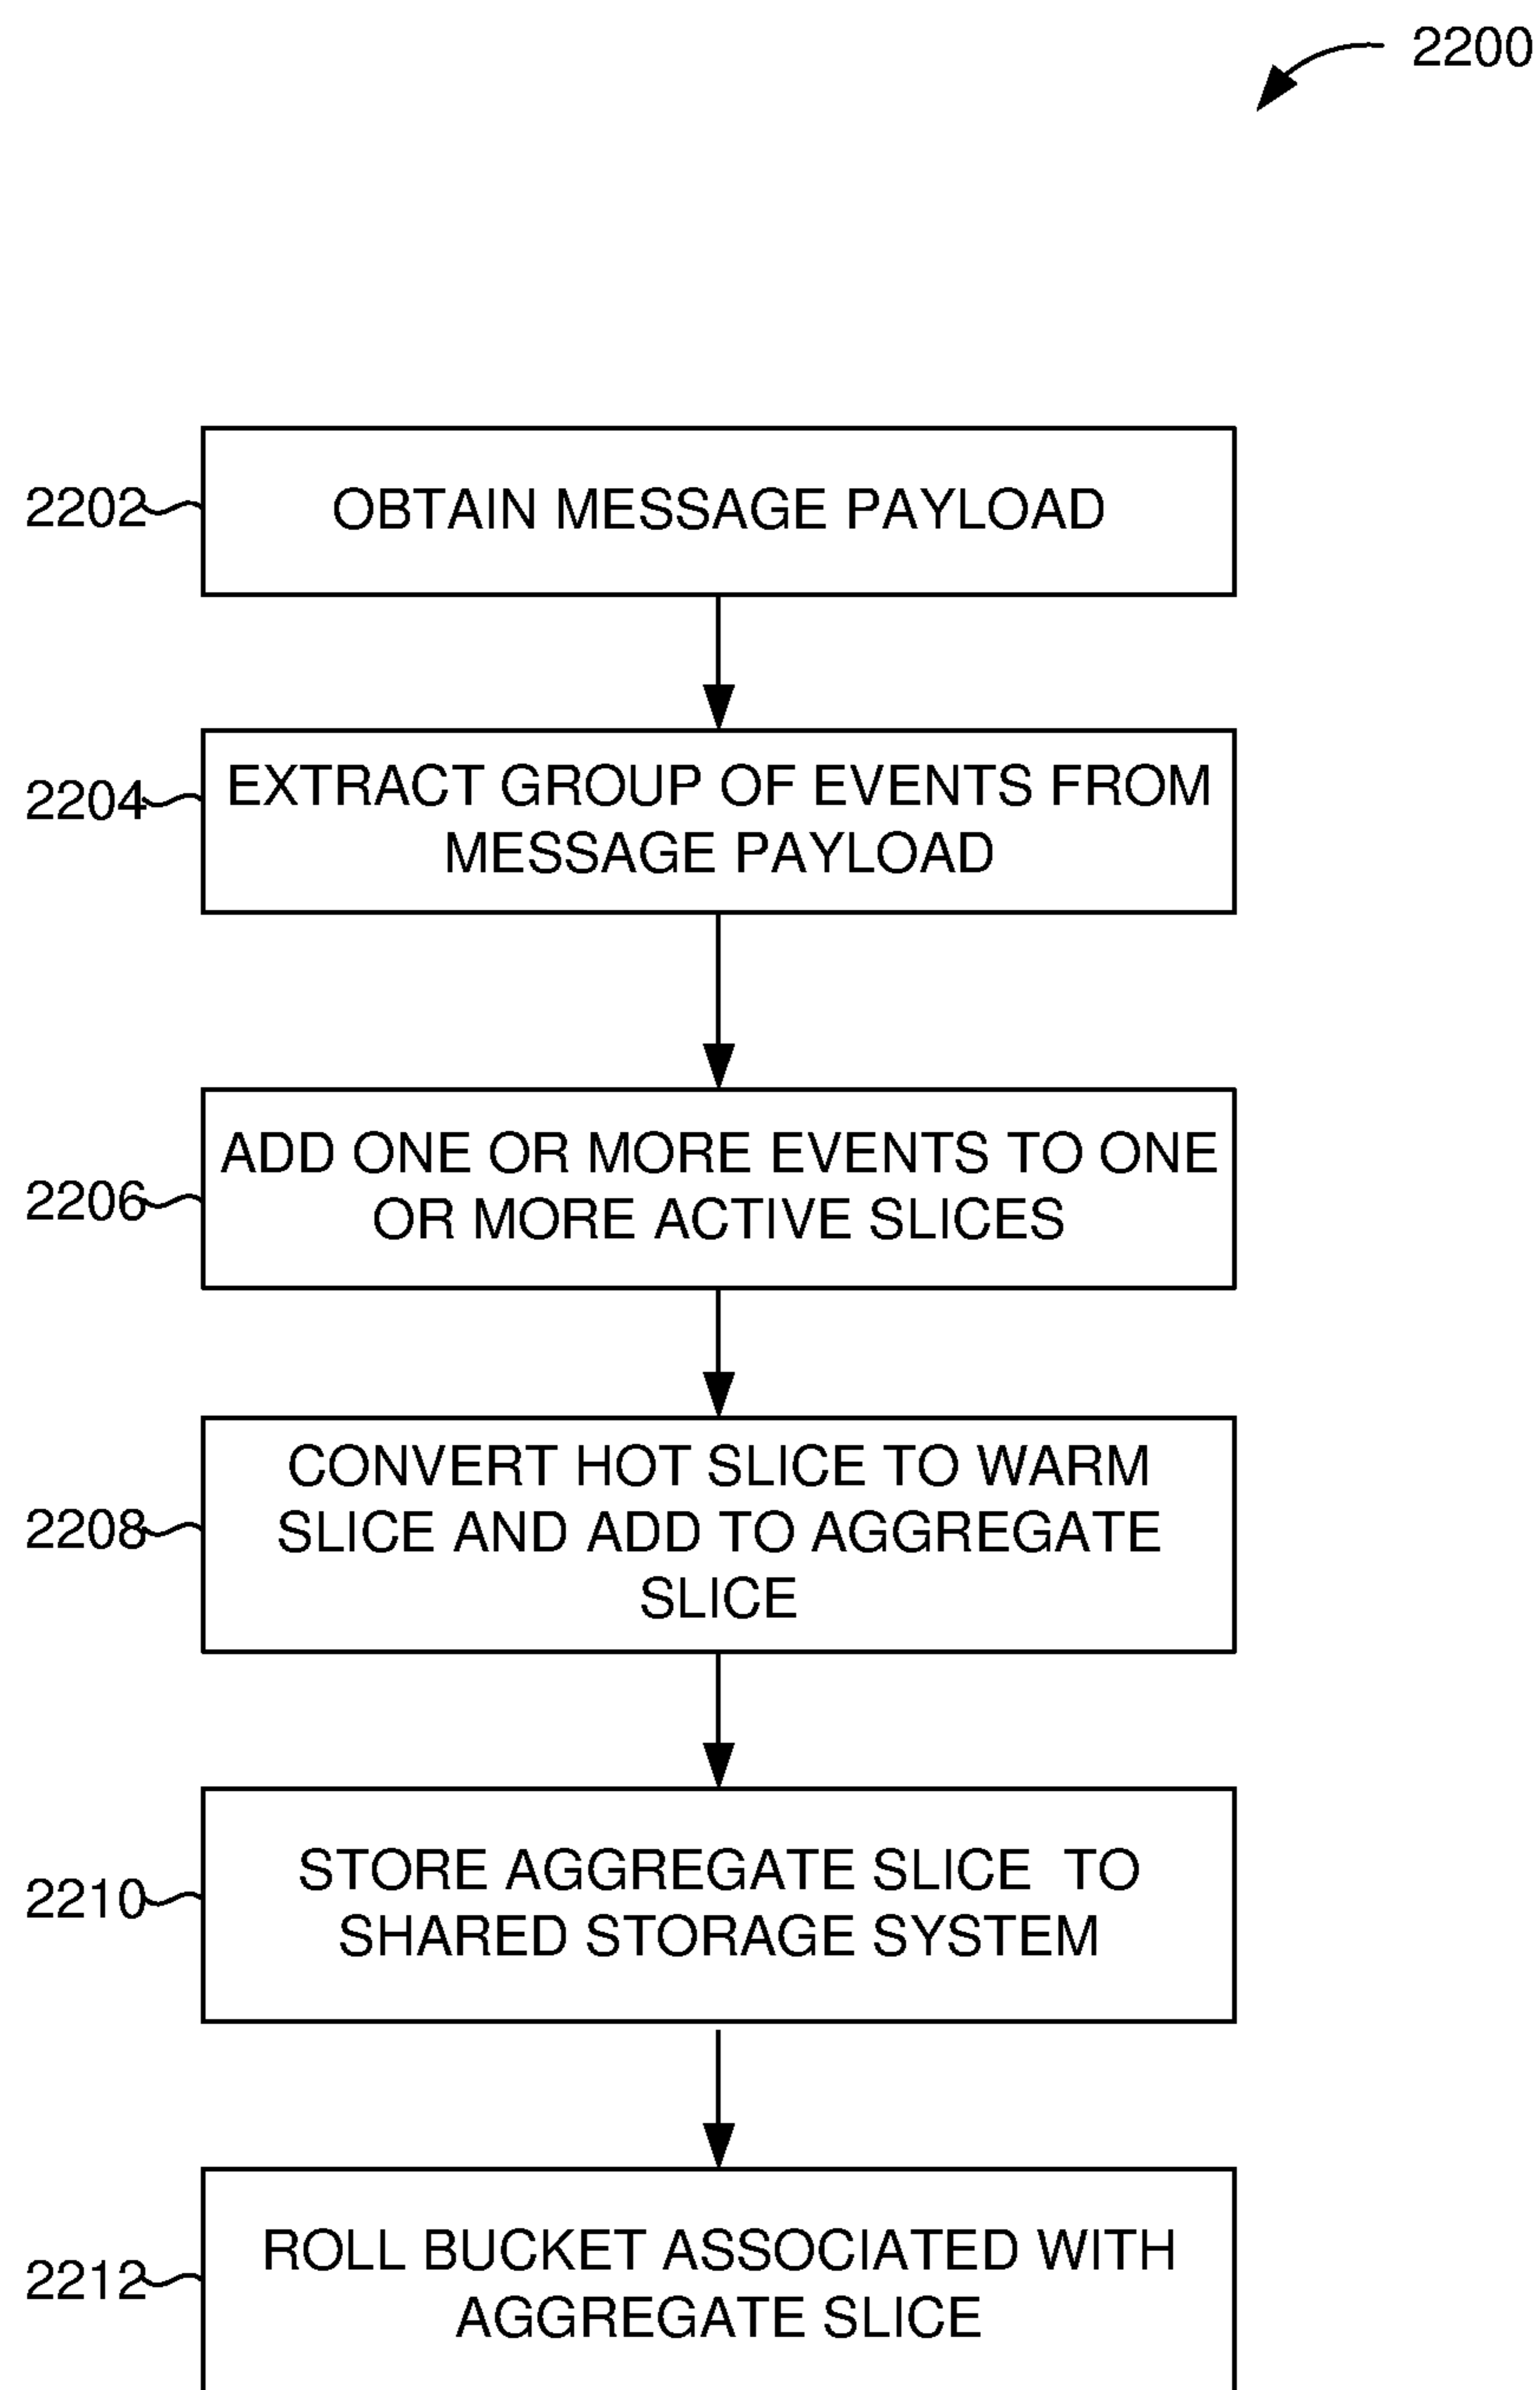 2200
2202
OBTAIN MESSAGE PAYLOAD
2204
EXTRACT GROUP OF EVENTS FROM
MESSAGE PAYLOAD
2206
ADD ONE OR MORE EVENTS TO ONE
OR MORE ACTIVE SLICES
2208
CONVERT HOT SLICE TO WARM
SLICE AND ADD TO AGGREGATE
SLICE
2210
STORE AGGREGATE SLICE TO
SHARED STORAGE SYSTEM
2212
ROLL BUCKET ASSOCIATED WITH
AGGREGATE SLICE